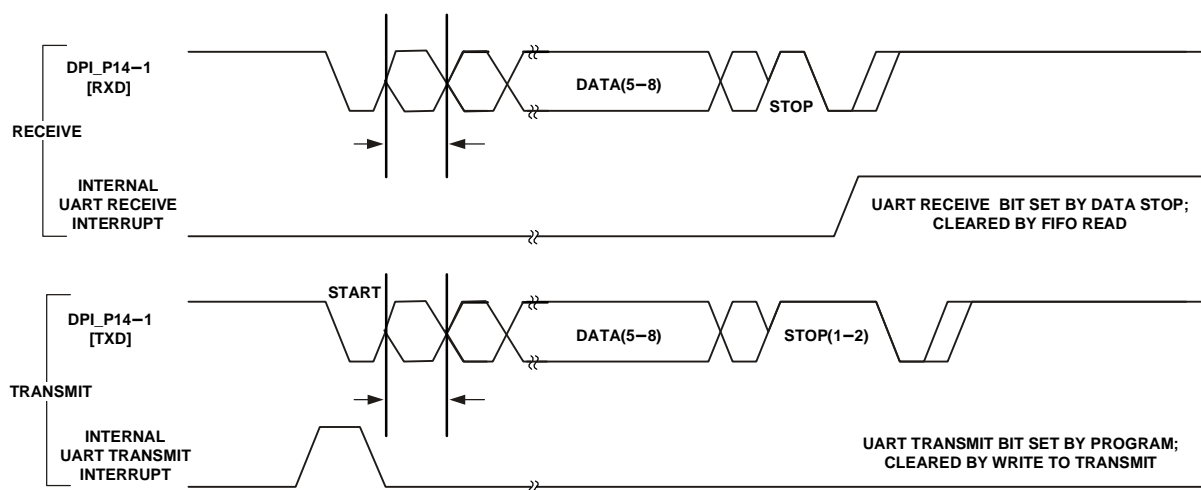 DPI_P14–1
[RXD]
DATA(5–8)
STOP
RECEIVE
INTERNAL
UART RECEIVE
INTERRUPT
UART RECEIVE BIT SET BY DATA STOP;
CLEARED BY FIFO READ
START
DPI_P14–1
[TXD]
DATA(5–8)
STOP(1–2)
TRANSMIT
INTERNAL
UART TRANSMIT
INTERRUPT
UART TRANSMIT BIT SET BY PROGRAM;
CLEARED BY WRITE TO TRANSMIT